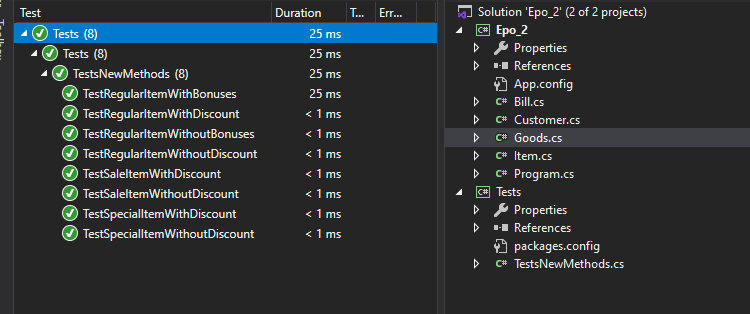 Test Duration T... Err...
Tests (8) 25 ms
Tests (8) 25 ms
TestsNewMethods (8) 25 ms
TestRegularItemWithBonuses 25 ms
TestRegularItemWithDiscount < 1 ms
TestRegularItemWithoutBonuses < 1 ms
TestRegularItemWithoutDiscount < 1 ms
TestSaleItemWithDiscount < 1 ms
TestSaleItemWithoutDiscount < 1 ms
TestSpecialItemWithDiscount < 1 ms
TestSpecialItemWithoutDiscount < 1 ms
Solution 'Epo_2' (2 of 2 projects)
C# Epo_2
Properties
References
App.config
C# Bill.cs
C# Customer.cs
C# Goods.cs
C# Item.cs
C# Program.cs
C# Tests
Properties
References
packages.config
C# TestsNewMethods.cs